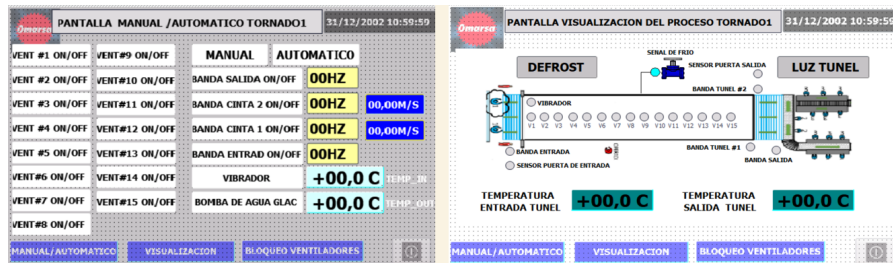 Omarsa
PANTALLA MANUAL /AUTOMATICO TORNADO1
31/12/2002 10:59:59
VENT #1 ON/OFF
VENT#9 ON/OFF
MANUAL
AUTOMATICO
VENT #2 ON/OFF
VENT#10 ON/OFF
BANDA SALIDA ON/OFF
00HZ
VENT #3 ON/OFF
VENT#11 ON/OFF
BANDA CINTA 2 ON/OFF
00HZ
00,00M/S
VENT #4 ON/OFF
VENT#12 ON/OFF
BANDA CINTA 1 ON/OFF
00HZ
00,00M/S
VENT #5 ON/OFF
VENT#13 ON/OFF
BANDA ENTRAD ON/OFF
00HZ
VENT#6 ON/OFF
VENT#14 ON/OFF
VIBRADOR
+00,0 C
TEMP_IN
VENT#7 ON/OFF
VENT#15 ON/OFF
BOMBA DE AGUA GLAC
+00,0 C
TEMP_OUT
VENT#8 ON/OFF
MANUAL/AUTOMATICO
VISUALIZACION
BLOQUEO VENTILADORES
Omarsa
PANTALLA VISUALIZACION DEL PROCESO TORNADO1
31/12/2002 10:59:59
SENAL DE FRIO
DEFROST
SENSOR PUERTA SALIDA
LUZ TUNEL
BANDA TUNEL #2
VIBRADOR
V1 V2 V3 V4 V5 V6 V7 V8 V9 V10 V11 V12 V13 V14 V15
BANDA ENTRADA
BANDA TUNEL #1
SENSOR PUERTA DE ENTRADA
BANDA SALIDA
TEMPERATURA
ENTRADA TUNEL
+00,0 C
TEMPERATURA
SALIDA TUNEL
+00,0 C
MANUAL/AUTOMATICO
VISUALIZACION
BLOQUEO VENTILADORES